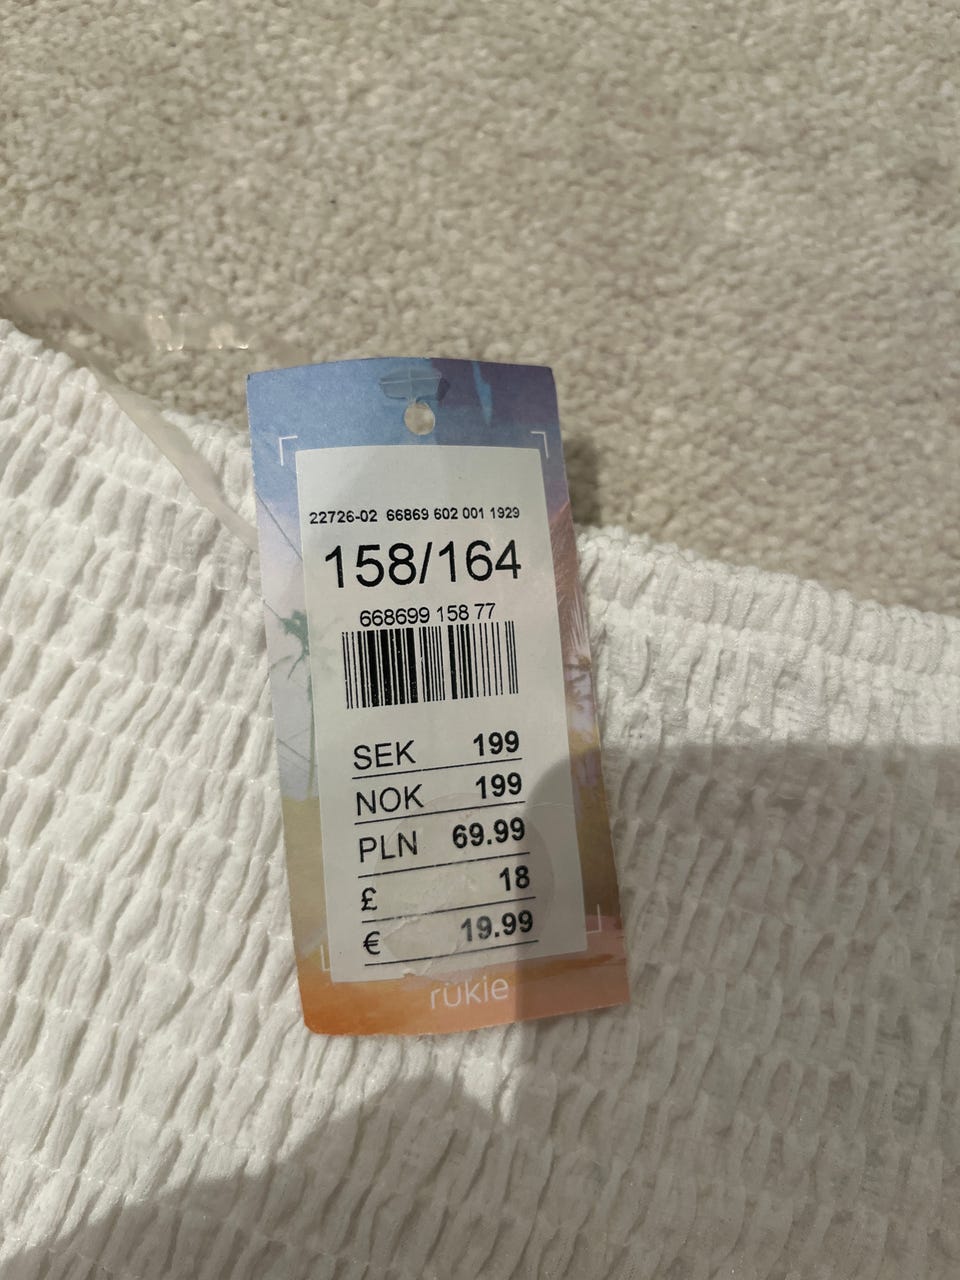 22726-02 66869 602 001 1929
158/164
668699 158 77
SEK 199
NOK 199
PLN 69.99
£ 18
€ 19.99
rukie